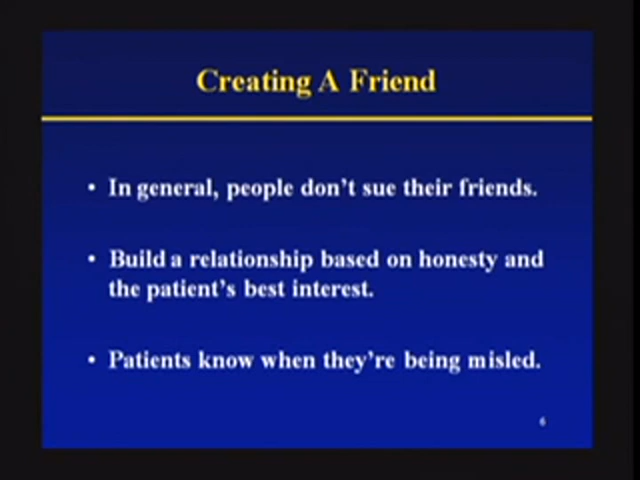 Creating A Friend
• In general, people don't sue their friends.
• Build a relationship based on honesty and
the patient's best interest.
• Patients know when they're being misled.
6